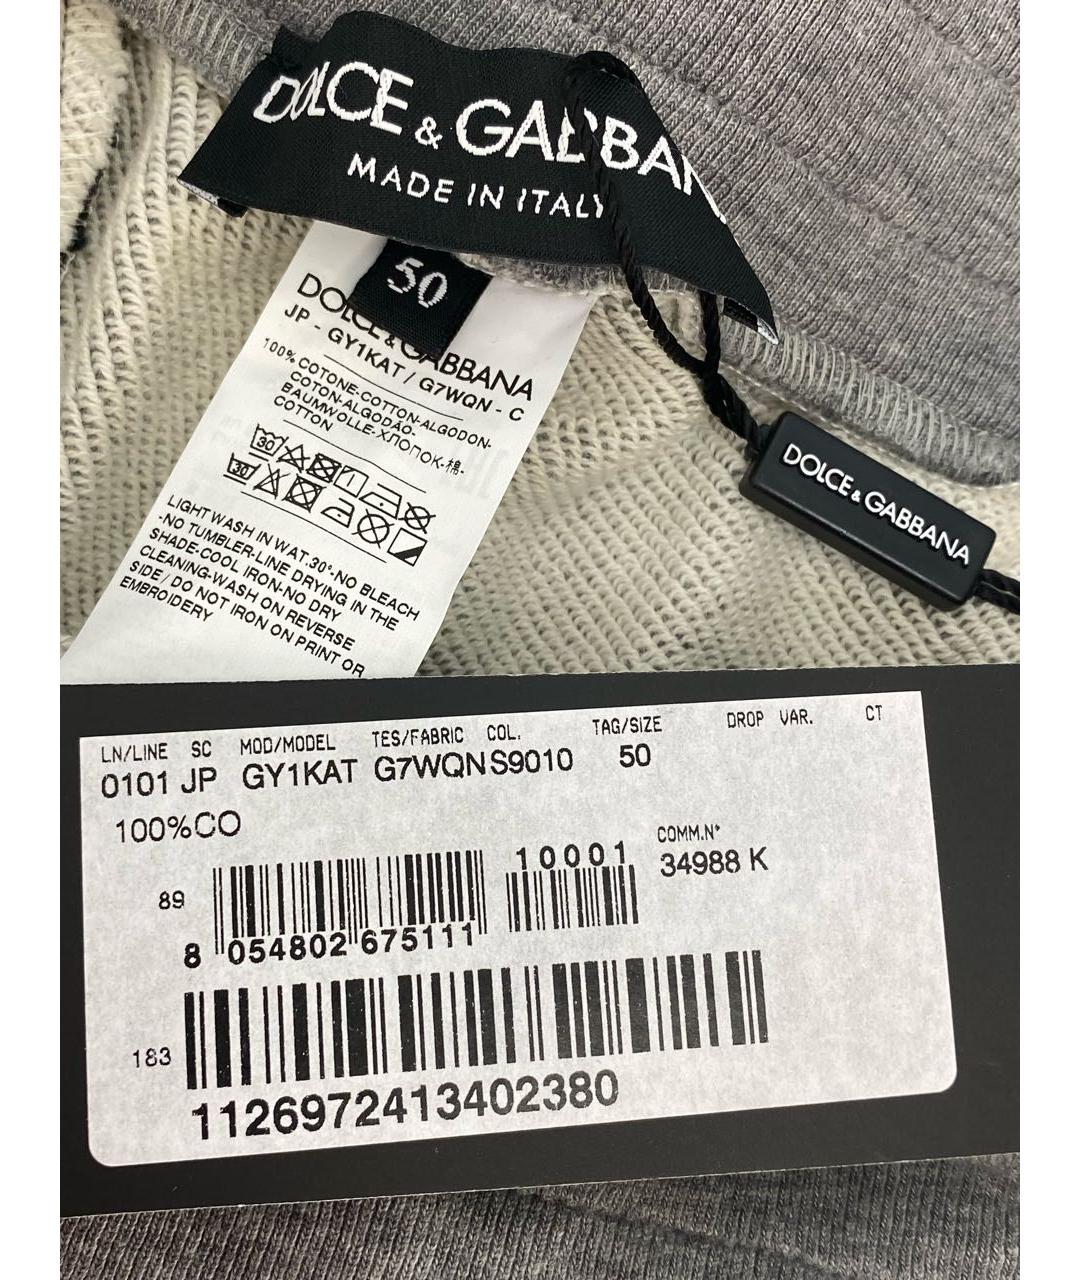 DOLCE & GABBAN
MADE IN ITALY
50
DOLCE & GABBANA
JP - GY1KAT / G7WQN - C
100% COTONE-COTTON-ALGODON-
COTON-ALGODÃO-
BAUMWOLLE-ХЛОПОК-棉-
COTTON
30
30
LIGHT WASH IN WAT.30°-NO BLEACH
-NO TUMBLER-LINE DRYING IN THE
SHADE-COOL IRON-NO DRY
CLEANING-WASH ON REVERSE
SIDE / DO NOT IRON ON PRINT OR
EMBROIDERY
DOLCE & GABBANA
LN/LINE SC MOD/MODEL TES/FABRIC COL. TAG/SIZE DROP VAR. CT
0101 JP GY1KAT G7WQN S9010 50
100%CO
COMM.N°
34988 K
10001
89
8 054802 675111
183
1126972413402380